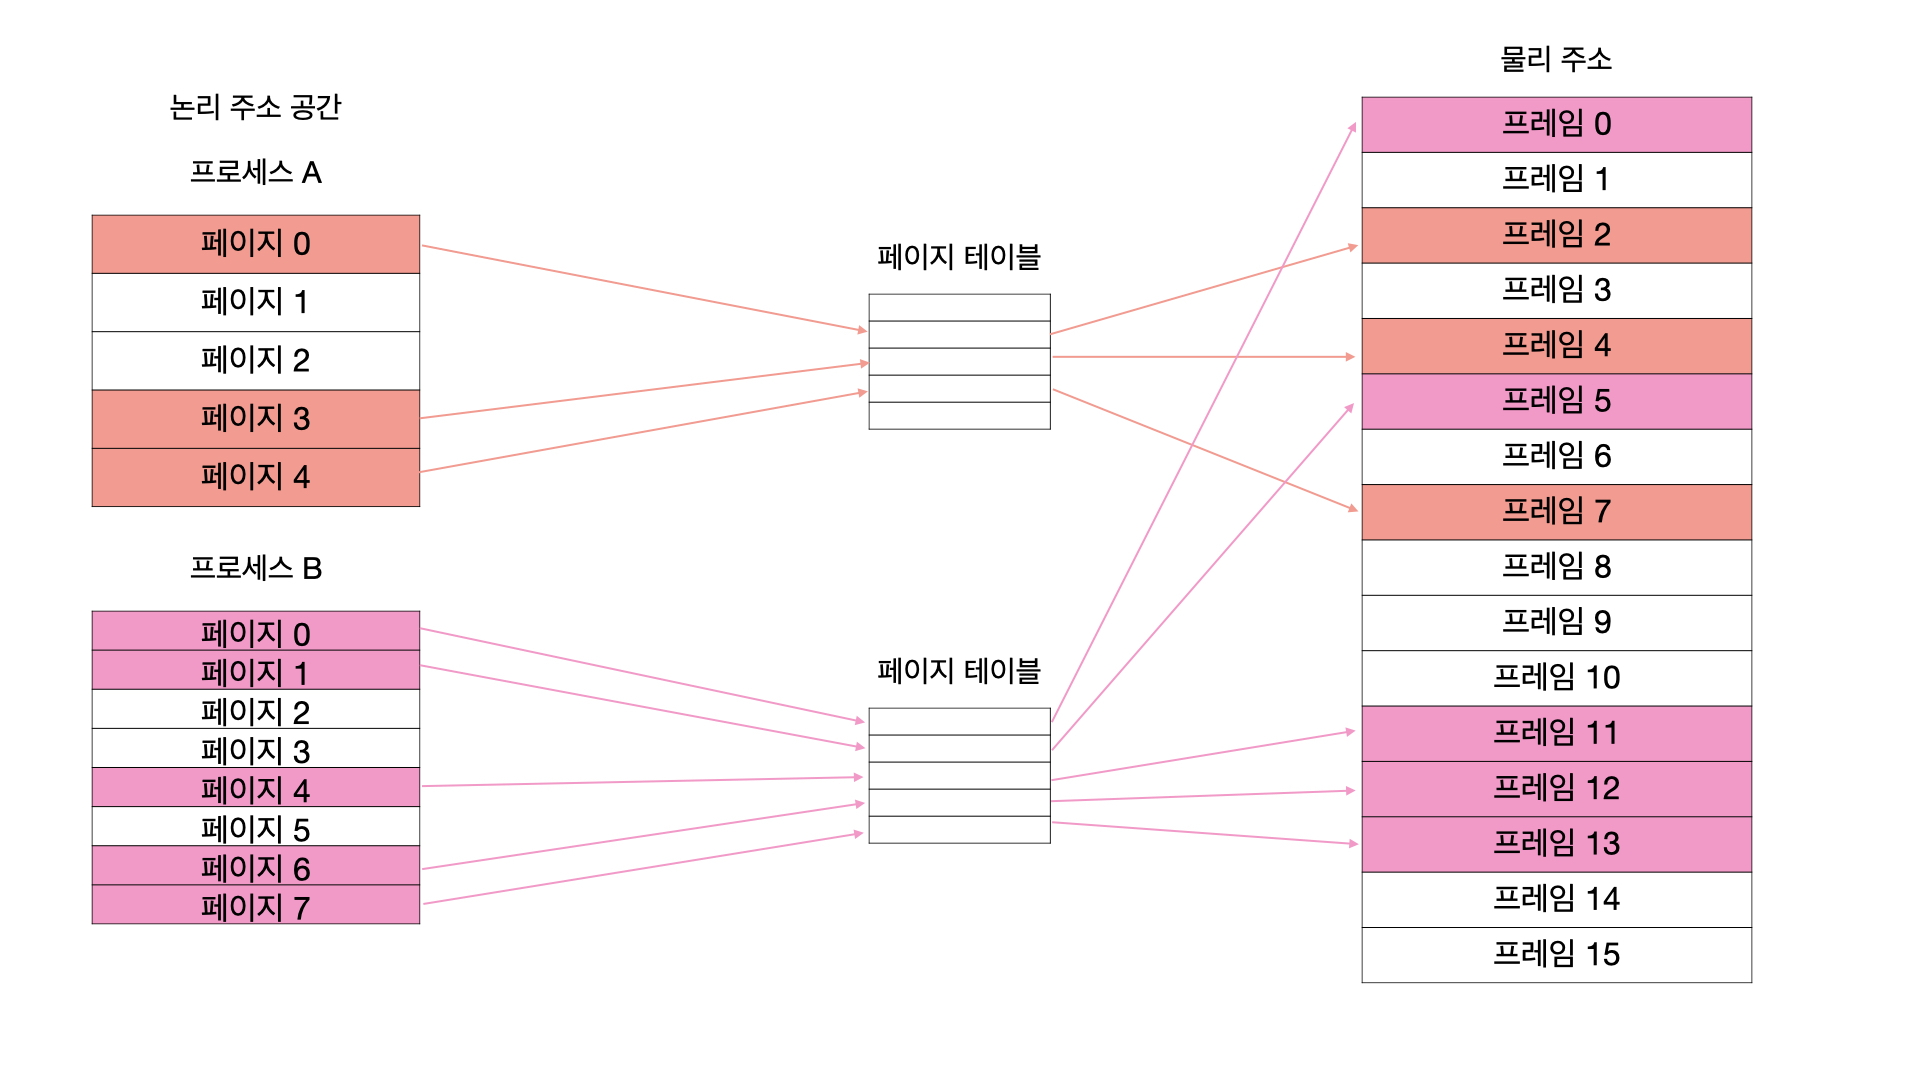 논리 주소 공간
프로세스 A
페이지 0
페이지 1
페이지 2
페이지 3
페이지 4
프로세스 B
페이지 0
페이지 1
페이지 2
페이지 3
페이지 4
페이지 5
페이지 6
페이지 7
페이지 테이블
페이지 테이블
물리 주소
프레임 0
프레임 1
프레임 2
프레임 3
프레임 4
프레임 5
프레임 6
프레임 7
프레임 8
프레임 9
프레임 10
프레임 11
프레임 12
프레임 13
프레임 14
프레임 15